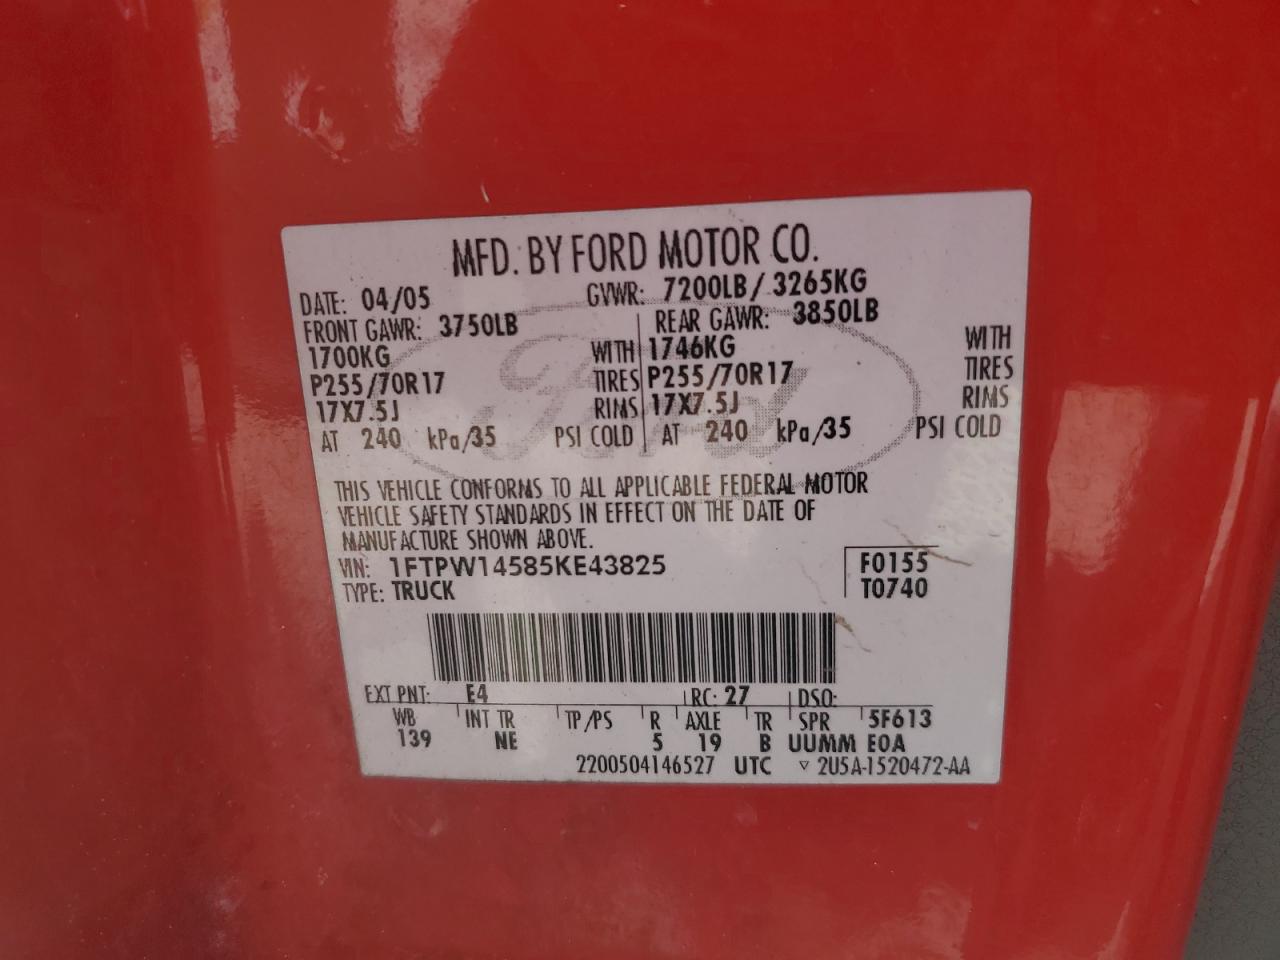 MFD. BY FORD MOTOR CO.
DATE: 04/05 GVWR: 7200LB / 3265KG
FRONT GAWR: 3750LB REAR GAWR: 3850LB
1700KG WITH 1746KG WITH
P255/70R17 TIRES P255/70R17 TIRES
17X7.5J RIMS 17X7.5J RIMS
AT 240 kPa/35 PSI COLD AT 240 kPa/35 PSI COLD
Ford
THIS VEHICLE CONFORMS TO ALL APPLICABLE FEDERAL MOTOR
VEHICLE SAFETY STANDARDS IN EFFECT ON THE DATE OF
MANUFACTURE SHOWN ABOVE.
VIN: 1FTPW14585KE43825 F0155
TYPE: TRUCK T0740
EXT PNT: E4 RC: 27 DSO:
WB INT TR TP/PS R AXLE TR SPR 5F613
139 NE 5 19 B UUMM E0A
2200504146527 UTC ▿ 2U5A-1520472-AA